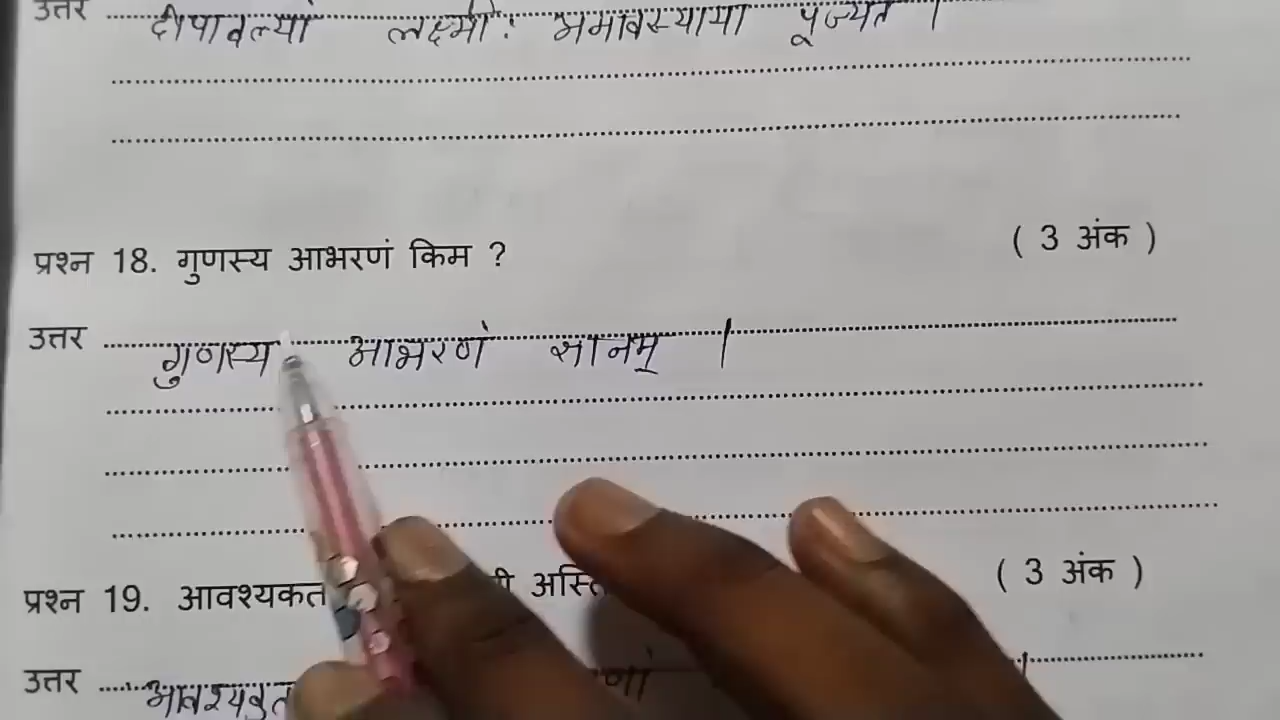 उत्तर दीपावल्यां लक्ष्मीः अमावस्याया पूज्यत।
प्रश्न 18. गुणस्य आभरणं किम ? ( 3 अंक )
उत्तर गुणस्य आभरणं ज्ञानम् ।
प्रश्न 19. आवश्यकत ( 3 अंक )
उत्तर